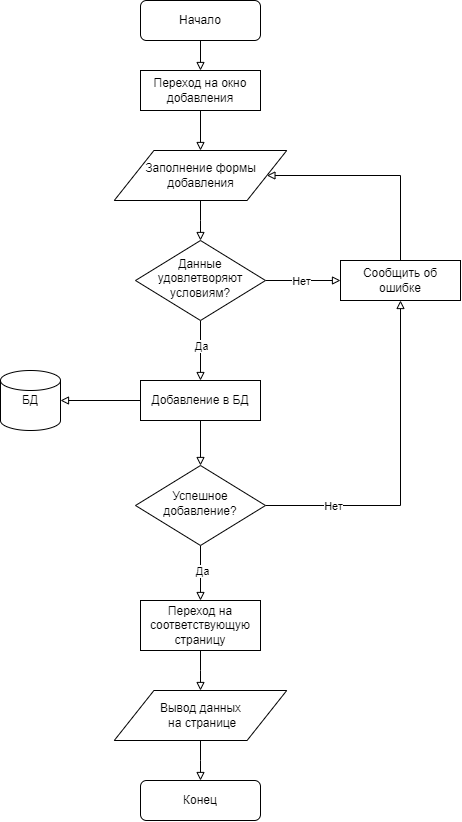 Начало
Переход на окно
добавления
Заполнение формы
добавления
Данные
удовлетворяют
условиям?
Нет
Сообщить об
ошибке
Да
БД
Добавление в БД
Успешное
добавление?
Нет
Да
Переход на
соответствующую
страницу
Вывод данных
на странице
Конец